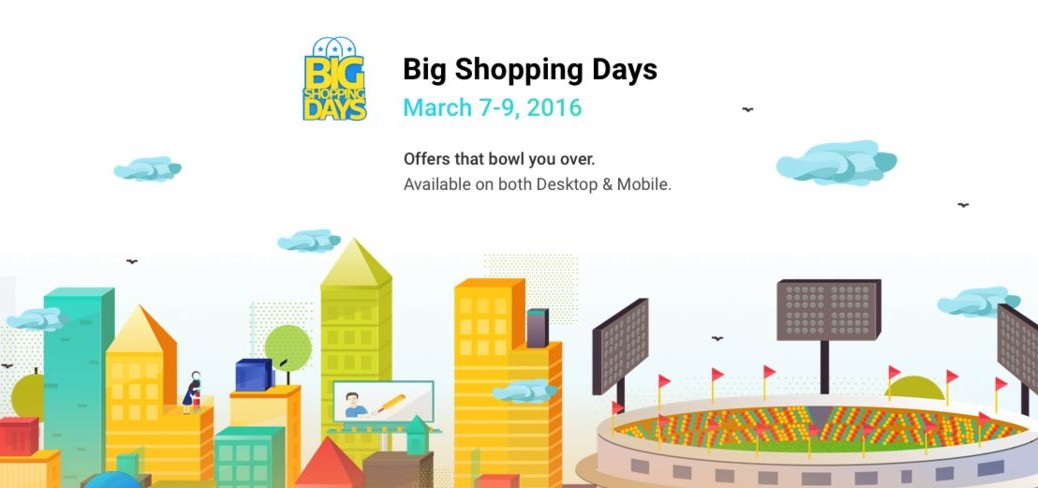 BIG
SHOPPING
DAYS
Big Shopping Days
March 7-9, 2016
Offers that bowl you over.
Available on both Desktop & Mobile.